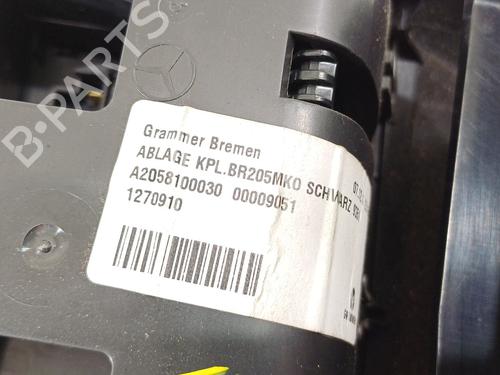 B-Parts
Grammer Bremen
ABLAGE KPL.BR205MKO SCHWARZ
A2058100030 00009051
1270910